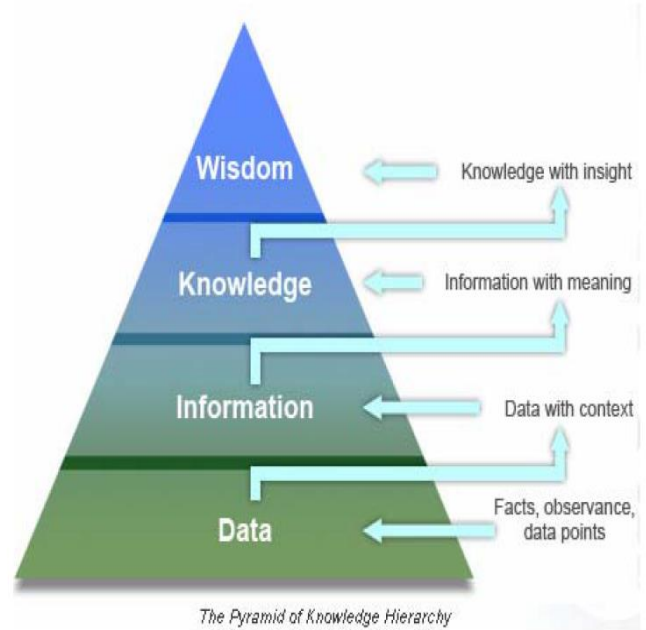 Wisdom
Knowledge with insight
Knowledge
Information with meaning
Information
Data with context
Data
Facts, observance,
data points
The Pyramid of Knowledge Hierarchy